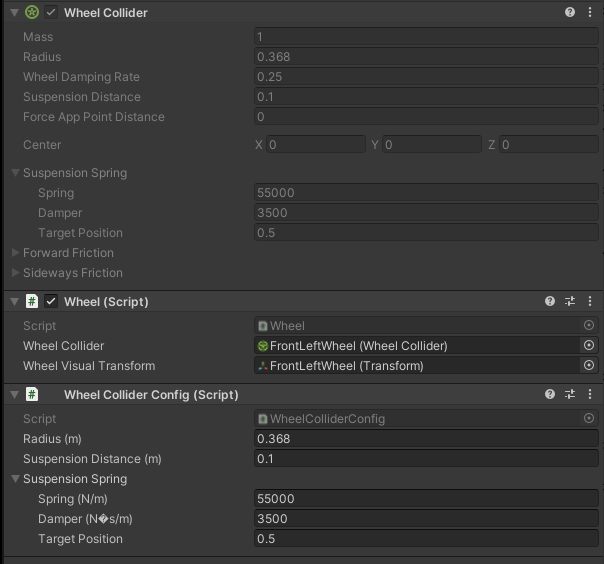 Wheel Collider
Mass 1
Radius 0.368
Wheel Damping Rate 0.25
Suspension Distance 0.1
Force App Point Distance 0
Center X 0 Y 0 Z 0
Suspension Spring
Spring 55000
Damper 3500
Target Position 0.5
Forward Friction
Sideways Friction
# Wheel (Script)
Script Wheel
Wheel Collider FrontLeftWheel (Wheel Collider)
Wheel Visual Transform FrontLeftWheel (Transform)
# Wheel Collider Config (Script)
Script WheelColliderConfig
Radius (m) 0.368
Suspension Distance (m) 0.1
Suspension Spring
Spring (N/m) 55000
Damper (N�s/m) 3500
Target Position 0.5